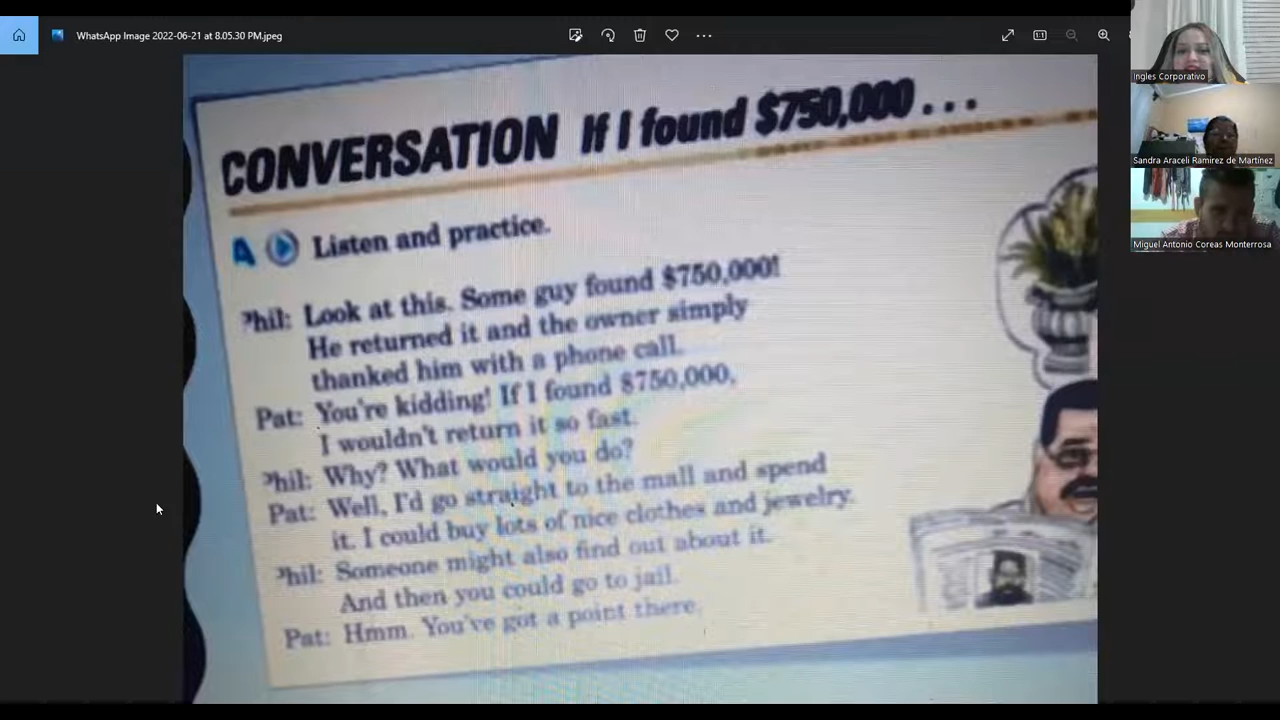 WhatsApp Image 2022-06-21 at 8.05.30 PM.jpeg
Ingles Corporativo
Sandra Araceli Ramirez de Martínez
Miguel Antonio Coreas Monterrosa
CONVERSATION If I found $750,000 . . .
A Listen and practice.
Phil: Look at this. Some guy found $750,000!
He returned it and the owner simply
thanked him with a phone call.
Pat: You're kidding! If I found $750,000,
I wouldn't return it so fast.
Phil: Why? What would you do?
Pat: Well, I'd go straight to the mall and spend
it. I could buy lots of nice clothes and jewelry.
Phil: Someone might also find out about it.
And then you could go to jail.
Pat: Hmm. You've got a point there.